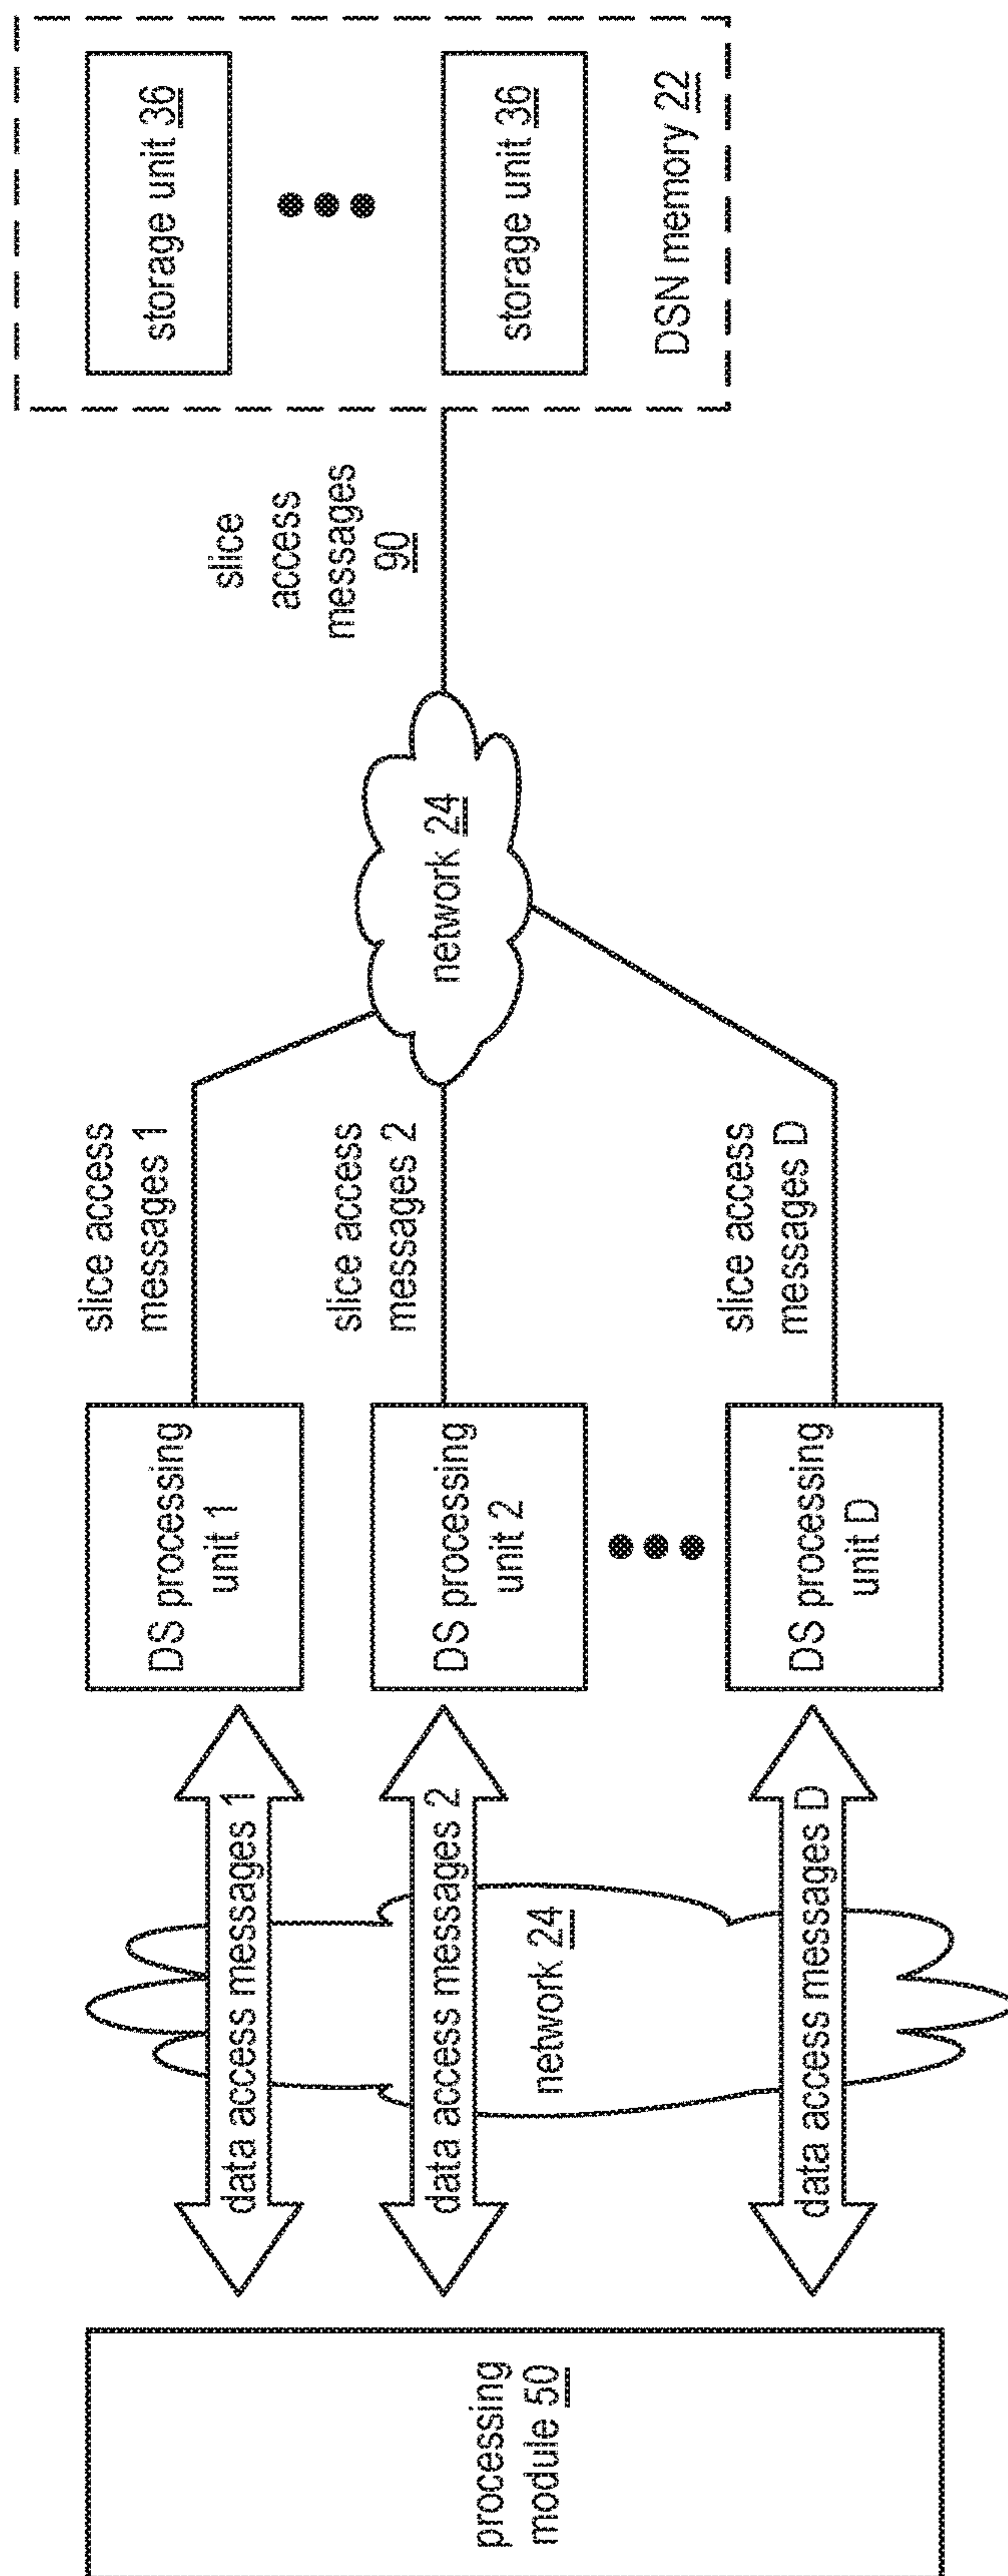 processing
module 50
data access messages 1
data access messages 2
network 24
data access messages D
DS processing
unit 1
DS processing
unit 2
DS processing
unit D
slice access
messages 1
slice access
messages 2
slice access
messages D
network 24
slice
access
messages
90
storage unit 36
storage unit 36
DSN memory 22